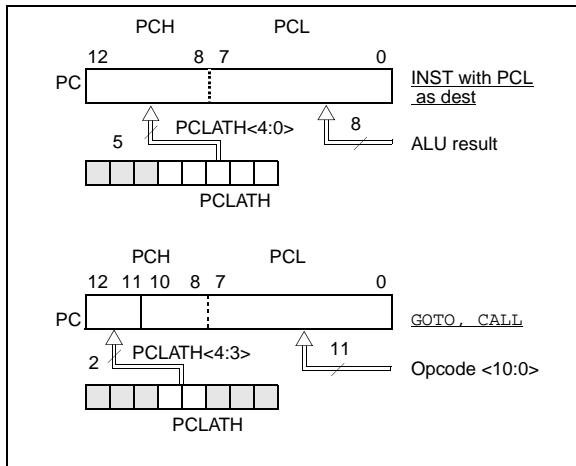 PCH PCL
12 8 7 0
PC
INST with PCL
as dest
PCLATH<4:0>
5
8
ALU result
PCLATH
PCH PCL
12 11 10 8 7 0
PC
GOTO, CALL
2
PCLATH<4:3>
11
Opcode <10:0>
PCLATH